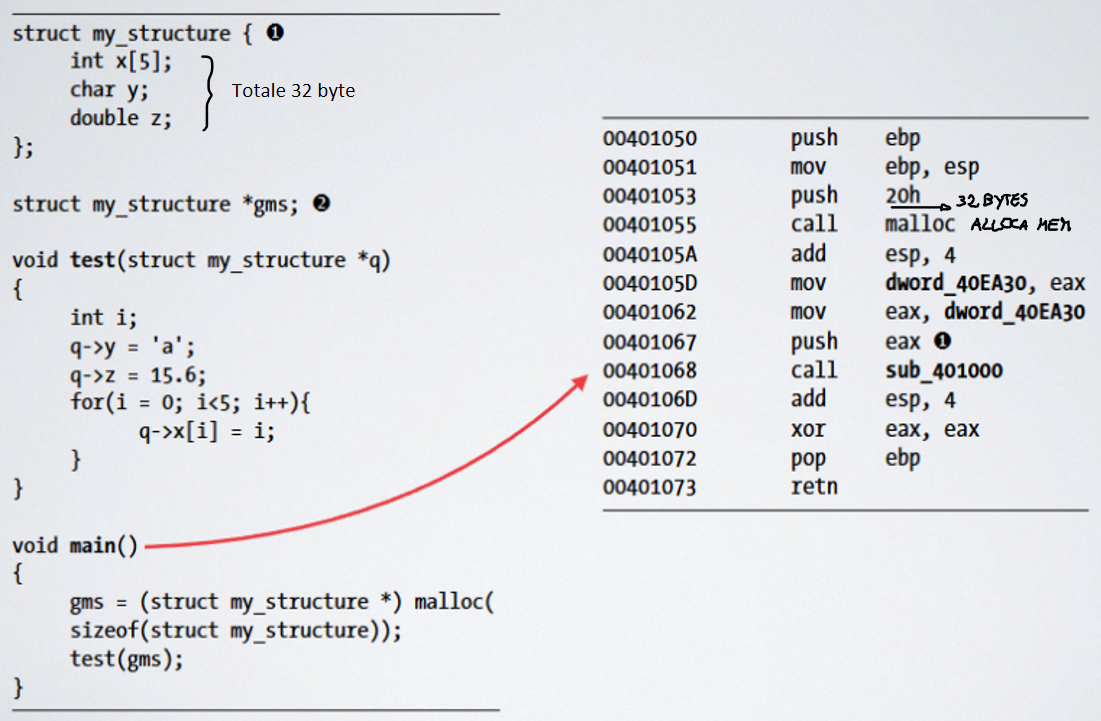 struct my_structure { ❶
int x[5];
char y;
double z;
Totale 32 byte
};
struct my_structure *gms; ❷
void test(struct my_structure *q)
{
int i;
q->y = 'a';
q->z = 15.6;
for(i = 0; i<5; i++){
q->x[i] = i;
}
}
void main()
{
gms = (struct my_structure *) malloc(
sizeof(struct my_structure));
test(gms);
}
00401050 push ebp
00401051 mov ebp, esp
00401053 push 20h 32 BYTES
00401055 call malloc ALLOCA MEM
0040105A add esp, 4
0040105D mov dword_40EA30, eax
00401062 mov eax, dword_40EA30
00401067 push eax ❶
00401068 call sub_401000
0040106D add esp, 4
00401070 xor eax, eax
00401072 pop ebp
00401073 retn